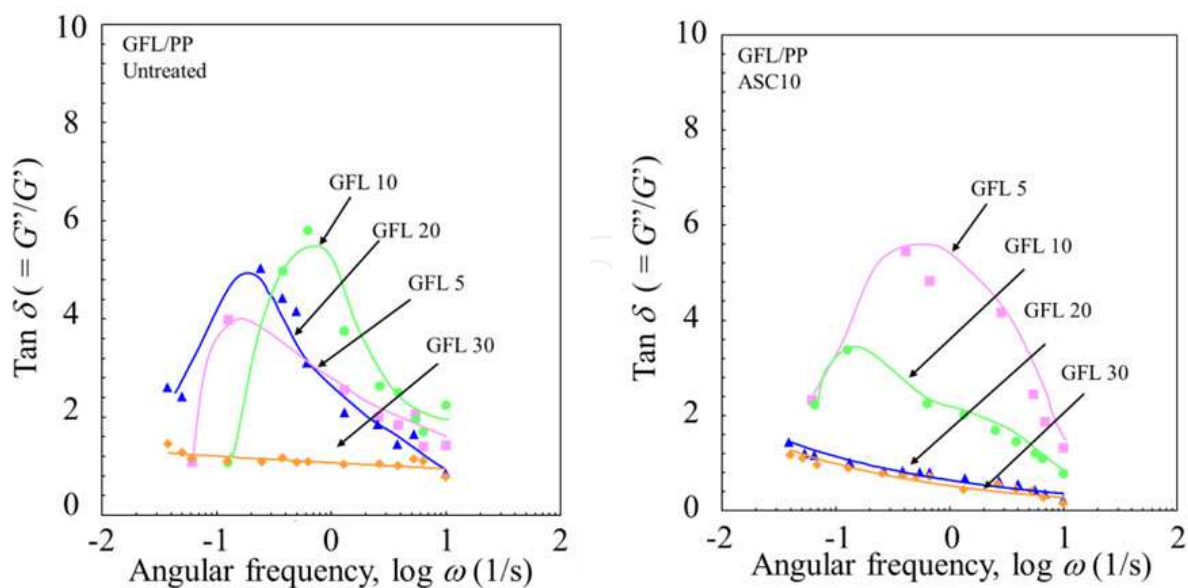 10
8
6
4
2
0
-2
-1
0
1
2
Tan δ ( = G”/G’)
Angular frequency, log ω (1/s)
GFL/PP
Untreated
GFL 10
GFL 20
GFL 5
GFL 30
10
8
6
4
2
0
-2
-1
0
1
2
Tan δ ( = G”/G’)
Angular frequency, log ω (1/s)
GFL/PP
ASC10
GFL 5
GFL 10
GFL 20
GFL 30